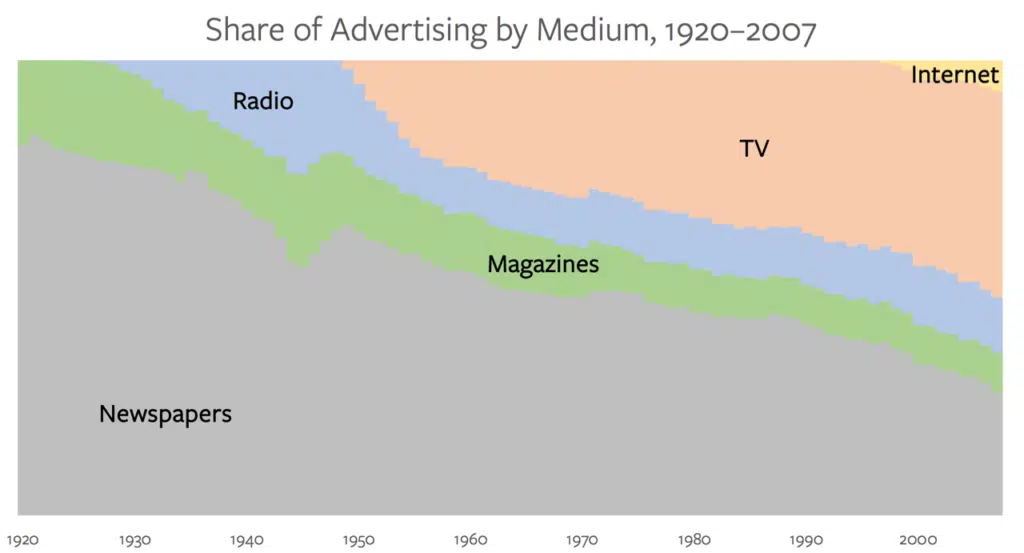 Share of Advertising by Medium, 1920–2007
Internet
Radio
TV
Magazines
Newspapers
1920 1930 1940 1950 1960 1970 1980 1990 2000